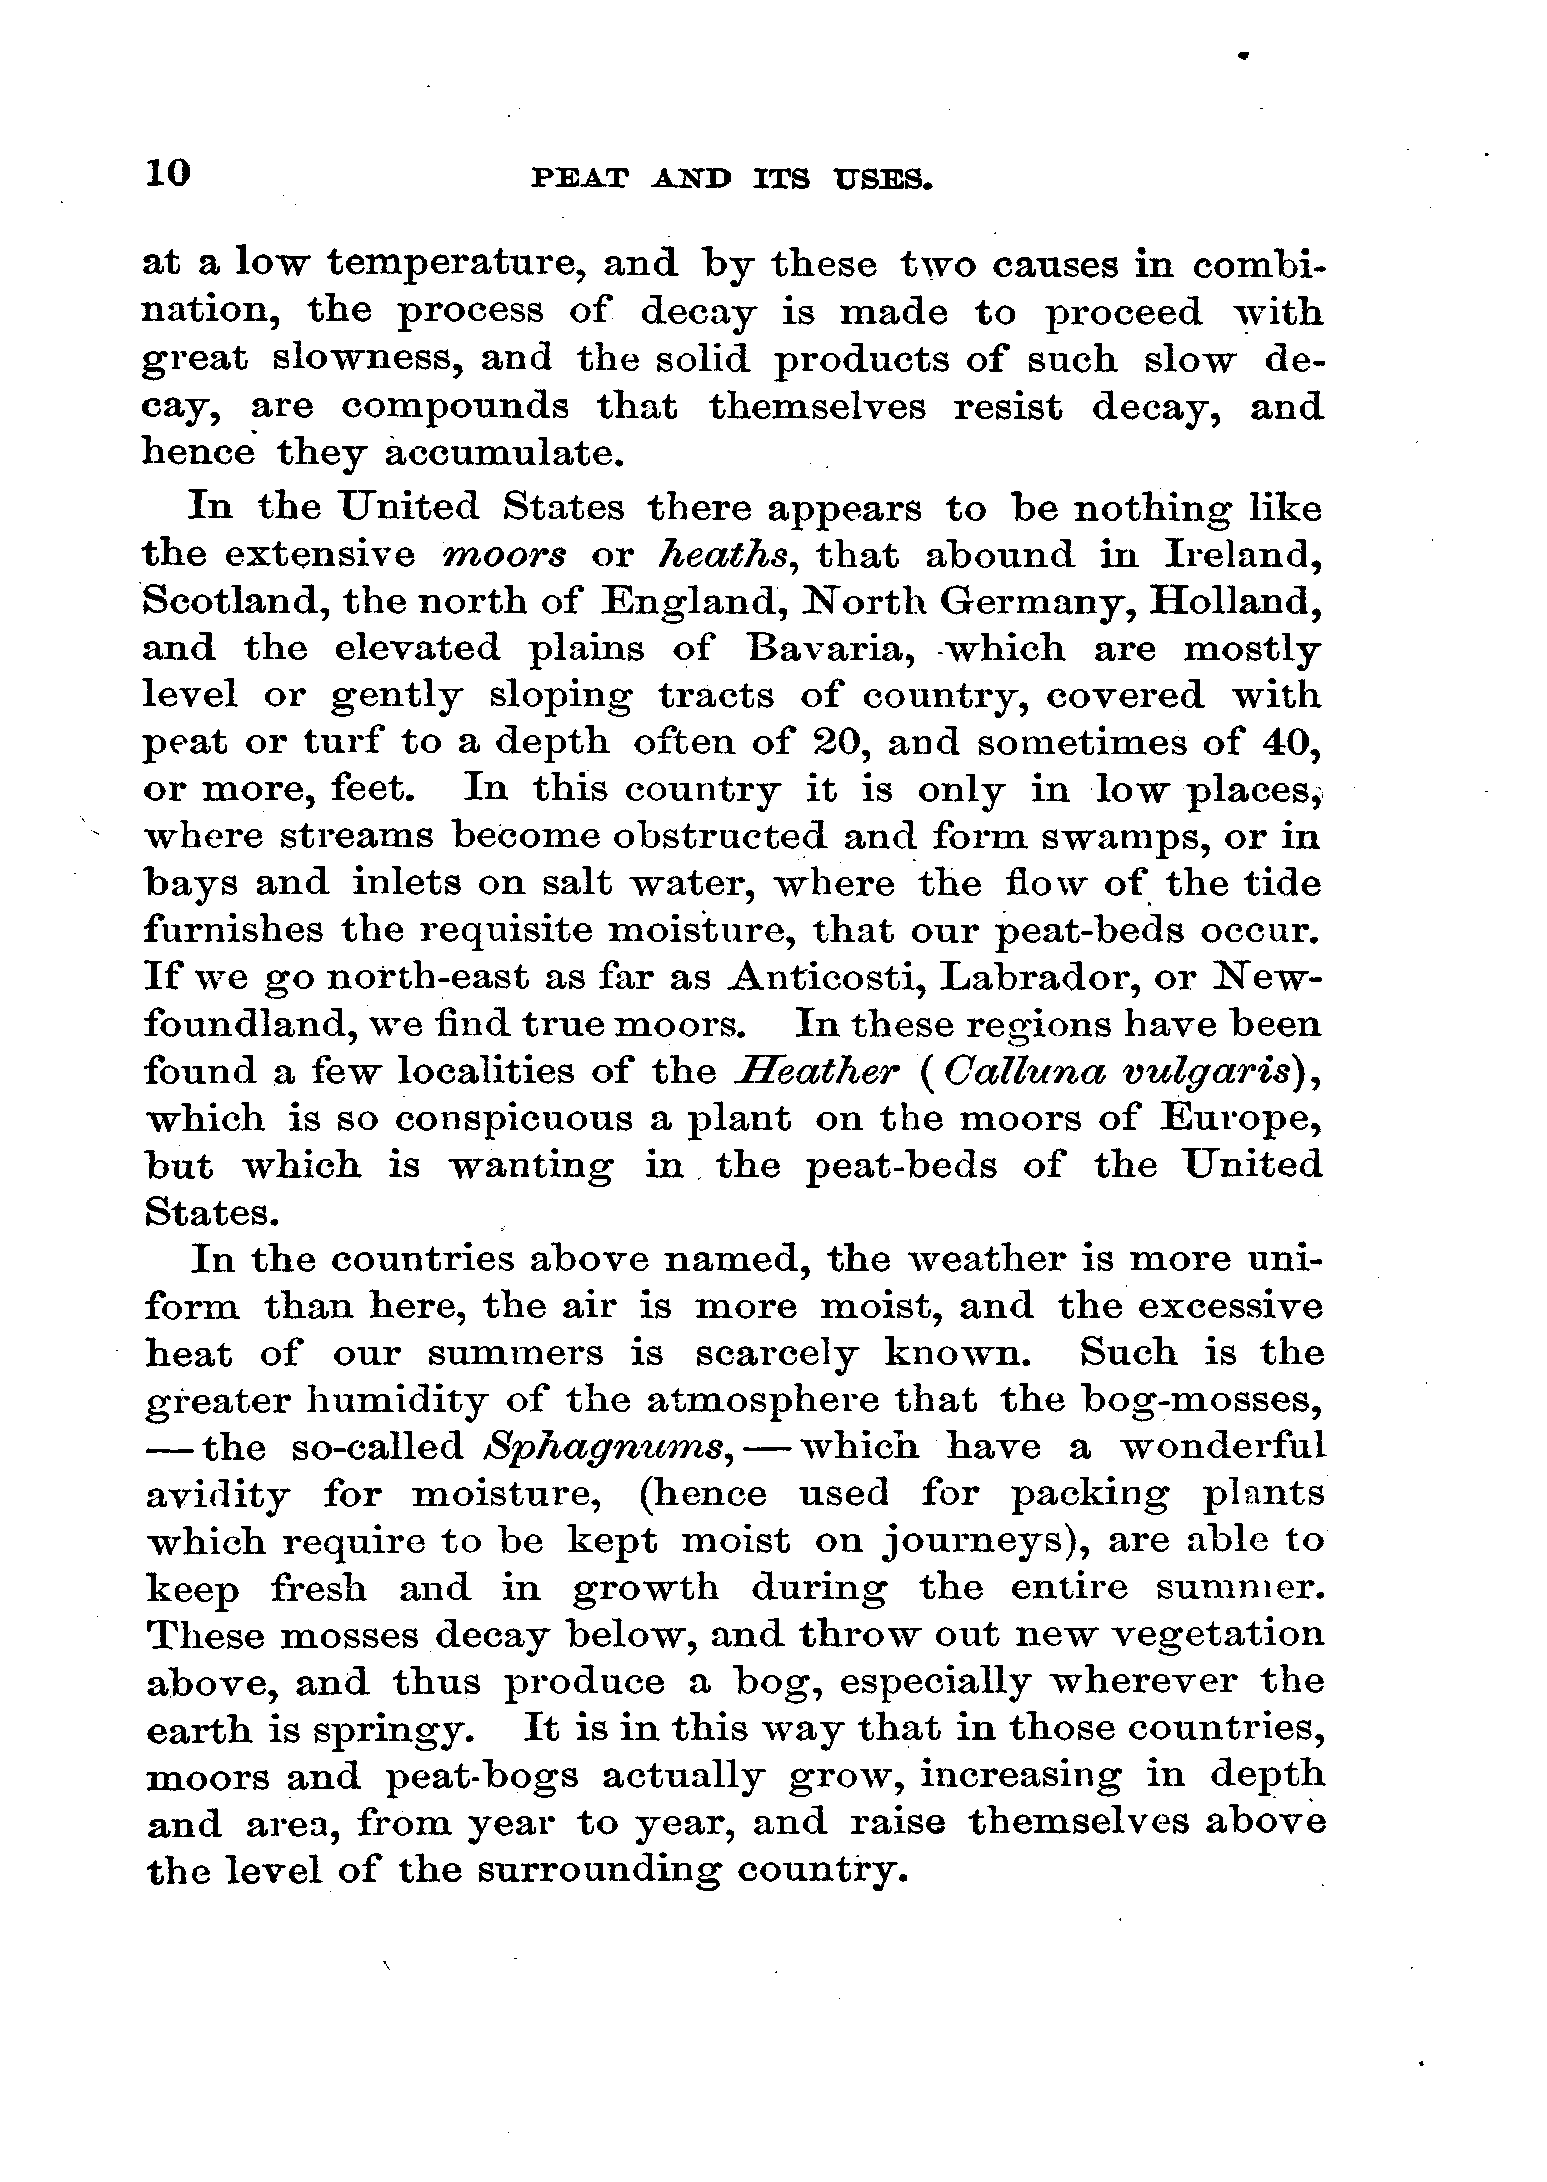 10 PEAT AND ITS USES.
at a low temperature, and by these two causes in combi-
nation, the process of decay is made to proceed with
great slowness, and the solid products of such slow de-
cay, are compounds that themselves resist decay, and
hence they accumulate.
In the United States there appears to be nothing like
the extensive moors or heaths, that abound in Ireland,
Scotland, the north of England, North Germany, Holland,
and the elevated plains of Bavaria, which are mostly
level or gently sloping tracts of country, covered with
peat or turf to a depth often of 20, and sometimes of 40,
or more, feet. In this country it is only in low places,
where streams become obstructed and form swamps, or in
bays and inlets on salt water, where the flow of the tide
furnishes the requisite moisture, that our peat-beds occur.
If we go north-east as far as Anticosti, Labrador, or New-
foundland, we find true moors. In these regions have been
found a few localities of the Heather (Calluna vulgaris),
which is so conspicuous a plant on the moors of Europe,
but which is wanting in the peat-beds of the United
States.
In the countries above named, the weather is more uni-
form than here, the air is more moist, and the excessive
heat of our summers is scarcely known. Such is the
greater humidity of the atmosphere that the bog-mosses,
—the so-called Sphagnums,—which have a wonderful
avidity for moisture, (hence used for packing plants
which require to be kept moist on journeys), are able to
keep fresh and in growth during the entire summer.
These mosses decay below, and throw out new vegetation
above, and thus produce a bog, especially wherever the
earth is springy. It is in this way that in those countries,
moors and peat-bogs actually grow, increasing in depth
and area, from year to year, and raise themselves above
the level of the surrounding country.